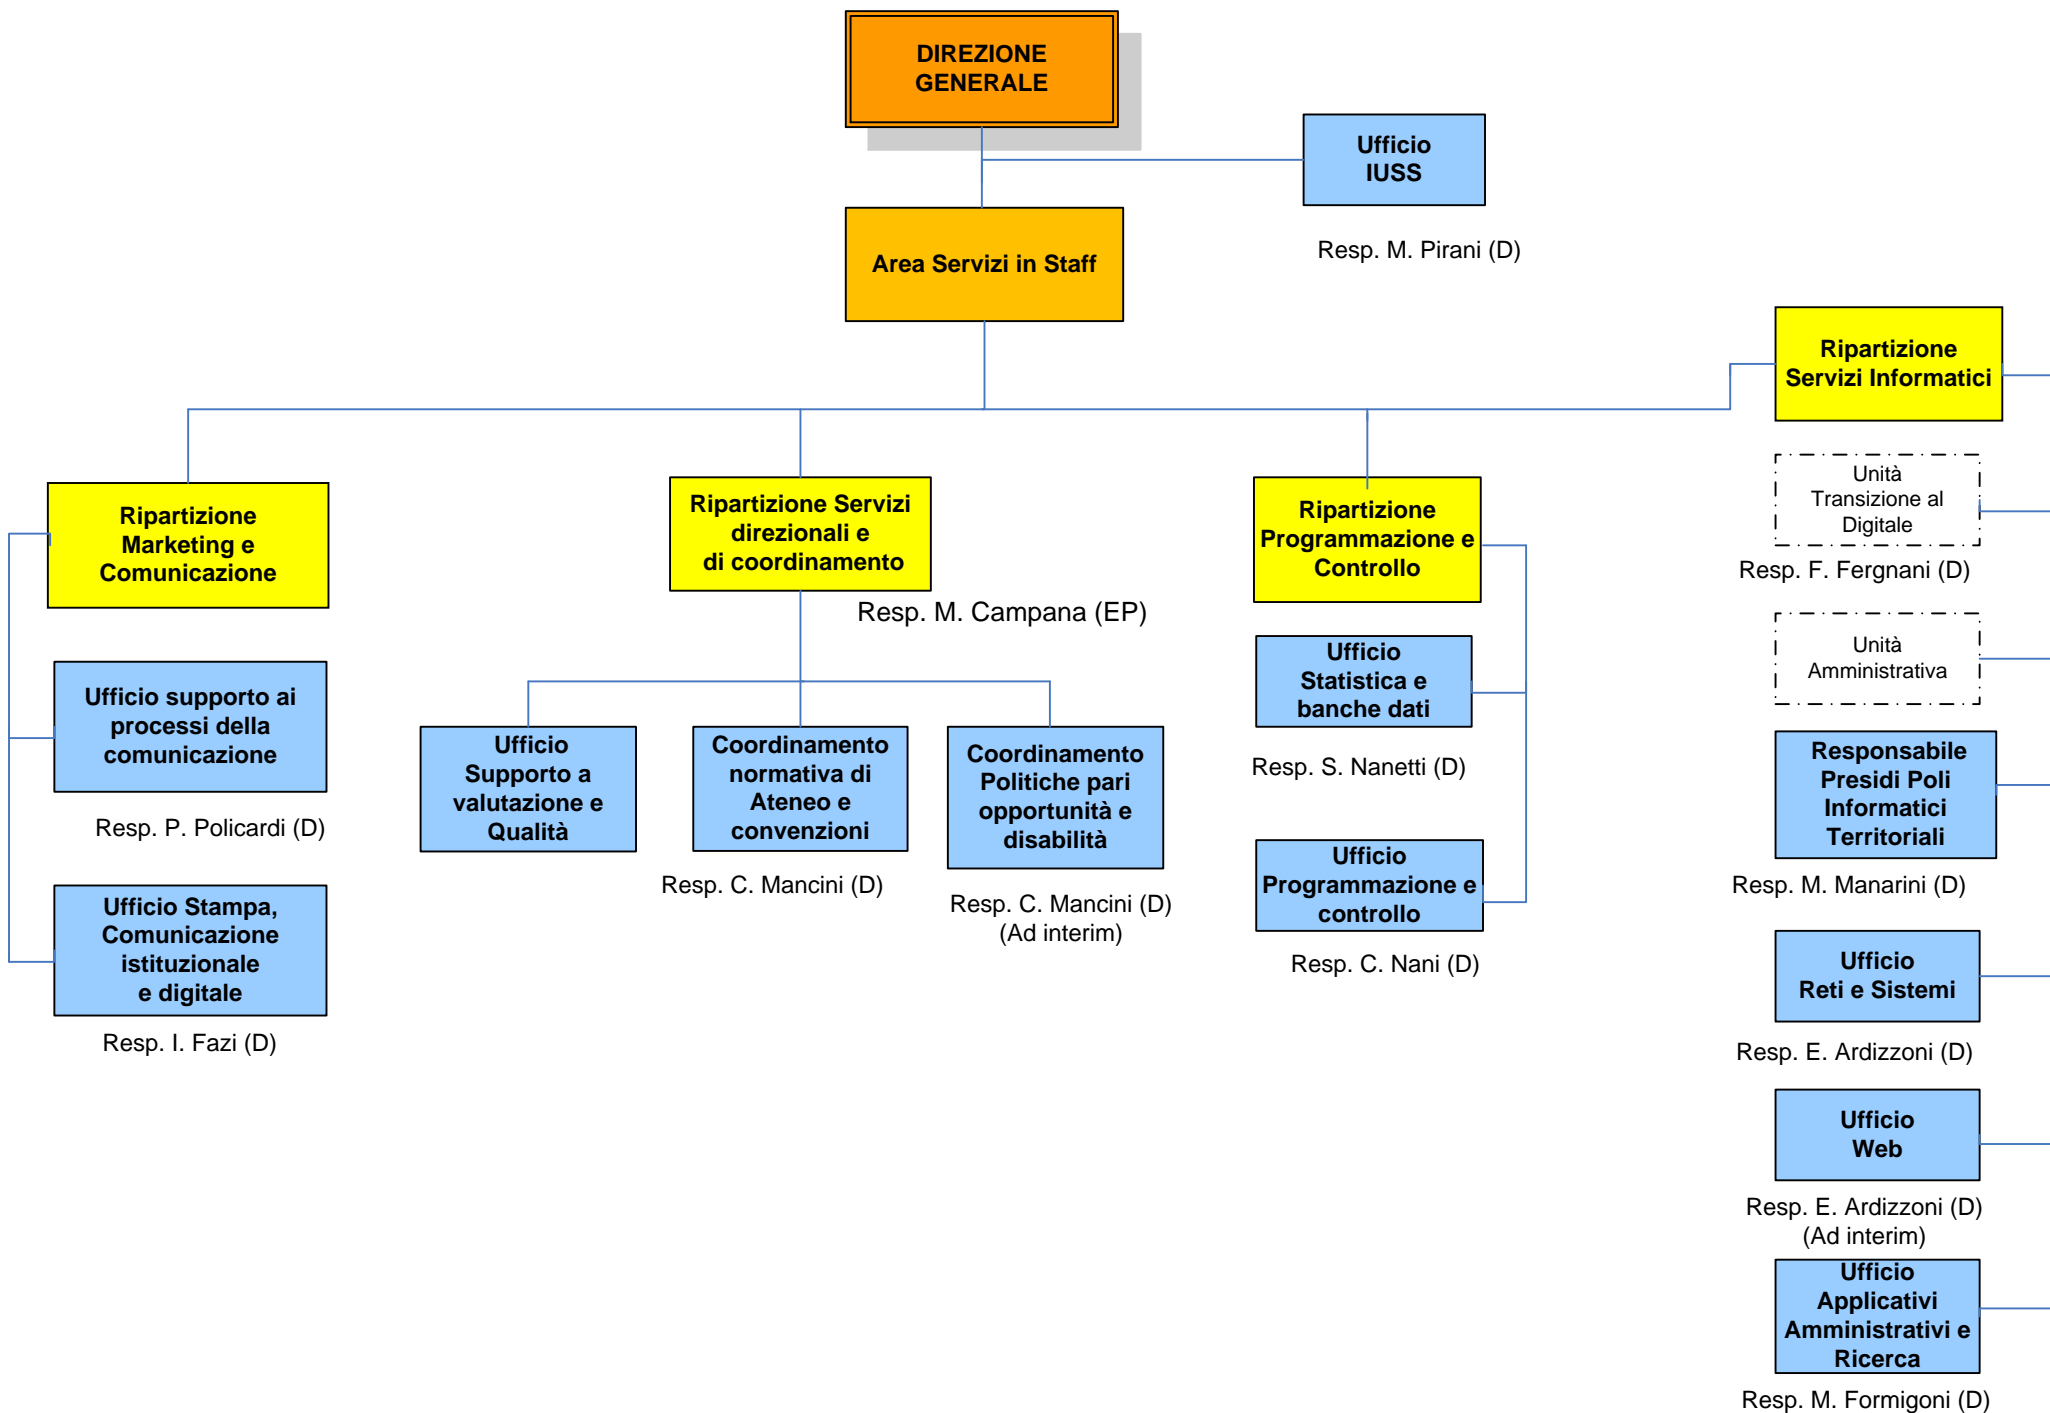 DIREZIONE
GENERALE
Ufficio
IUSS
Resp. M. Pirani (D)
Area Servizi in Staff
Ripartizione
Marketing e
Comunicazione
Ufficio supporto ai
processi della
comunicazione
Resp. P. Policardi (D)
Ufficio Stampa,
Comunicazione
istituzionale
e digitale
Resp. I. Fazi (D)
Ripartizione Servizi
direzionali e
di coordinamento
Resp. M. Campana (EP)
Ufficio
Supporto a
valutazione e
Qualità
Coordinamento
normativa di
Ateneo e
convenzioni
Resp. C. Mancini (D)
Coordinamento
Politiche pari
opportunità e
disabilità
Resp. C. Mancini (D)
(Ad interim)
Ripartizione
Programmazione e
Controllo
Ufficio
Statistica e
banche dati
Resp. S. Nanetti (D)
Ufficio
Programmazione e
controllo
Resp. C. Nani (D)
Ripartizione
Servizi Informatici
Unità
Transizione al
Digitale
Resp. F. Fergnani (D)
Unità
Amministrativa
Responsabile
Presidi Poli
Informatici
Territoriali
Resp. M. Manarini (D)
Ufficio
Reti e Sistemi
Resp. E. Ardizzoni (D)
Ufficio
Web
Resp. E. Ardizzoni (D)
(Ad interim)
Ufficio
Applicativi
Amministrativi e
Ricerca
Resp. M. Formigoni (D)